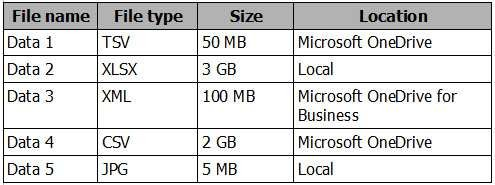 File name File type Size Location
Data 1 TSV 50 MB Microsoft OneDrive
Data 2 XLSX 3 GB Local
Data 3 XML 100 MB Microsoft OneDrive for
Business
Data 4 CSV 2 GB Microsoft OneDrive
Data 5 JPG 5 MB Local